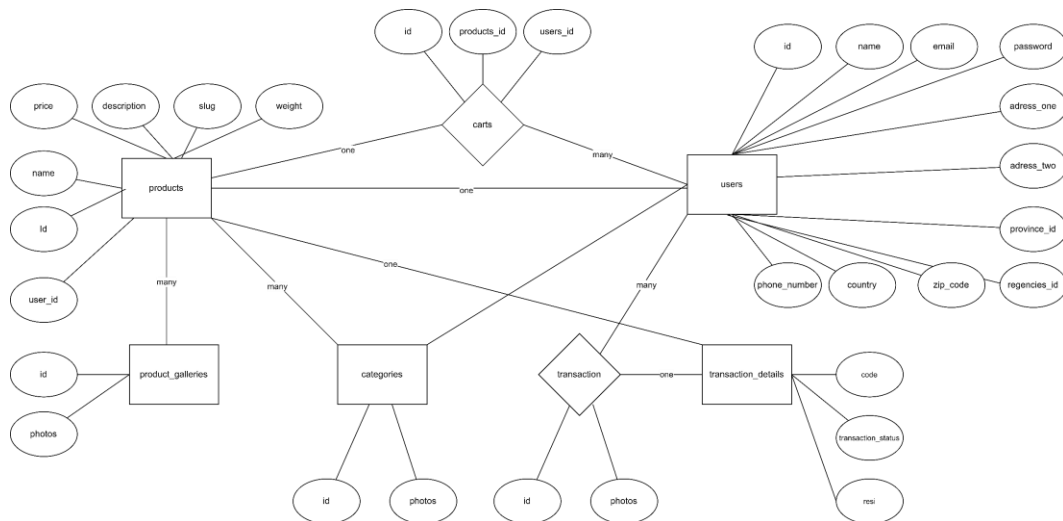 id
products_id
users_id
id
name
email
password
price
description
slug
weight
adress_one
carts
one
many
name
products
one
users
adress_two
Id
province_id
user_id
many
many
one
many
phone_number
country
zip_code
regencies_id
id
product_galleries
categories
transaction
one
transaction_details
code
photos
transaction_status
id
photos
id
photos
resi